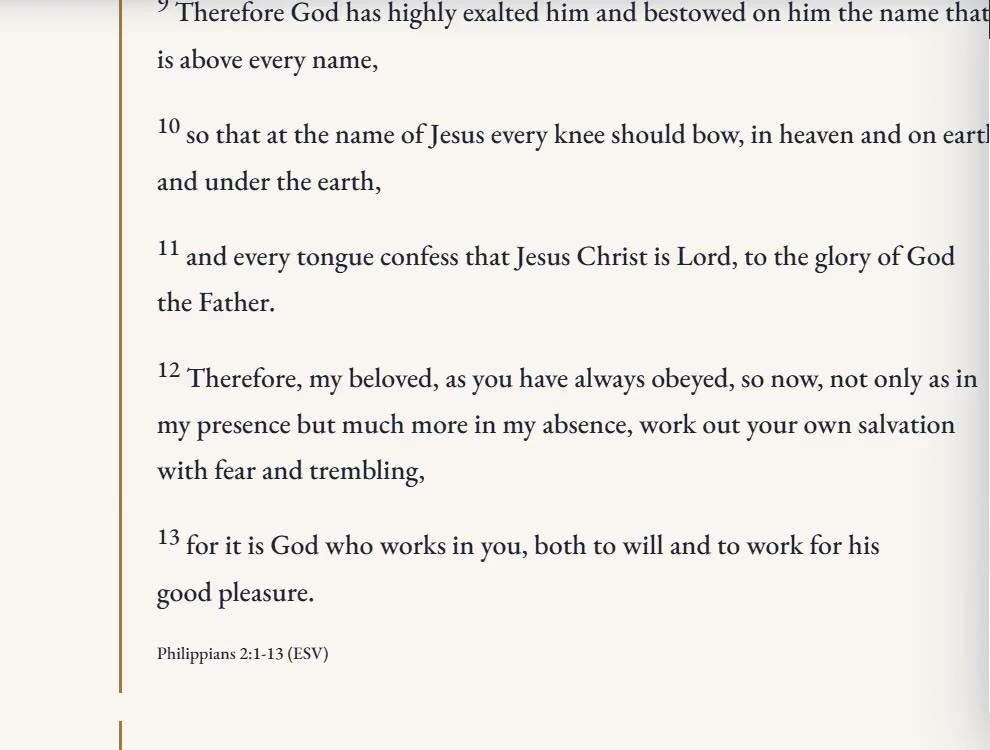 9 Therefore God has highly exalted him and bestowed on him the name that
is above every name,
10 so that at the name of Jesus every knee should bow, in heaven and on earth
and under the earth,
11 and every tongue confess that Jesus Christ is Lord, to the glory of God
the Father.
12 Therefore, my beloved, as you have always obeyed, so now, not only as in
my presence but much more in my absence, work out your own salvation
with fear and trembling,
13 for it is God who works in you, both to will and to work for his
good pleasure.
Philippians 2:1-13 (ESV)